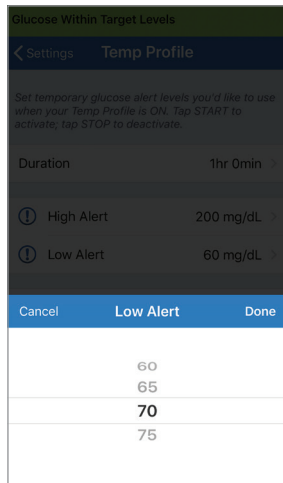 Glucose Within Target Levels
Settings Temp Profile
Set temporary glucose alert levels you'd like to use
when your Temp Profile is ON. Tap START to
activate; tap STOP to deactivate.
Duration 1hr 0min
High Alert 200 mg/dL
Low Alert 60 mg/dL
Cancel Low Alert Done
60
65
70
75